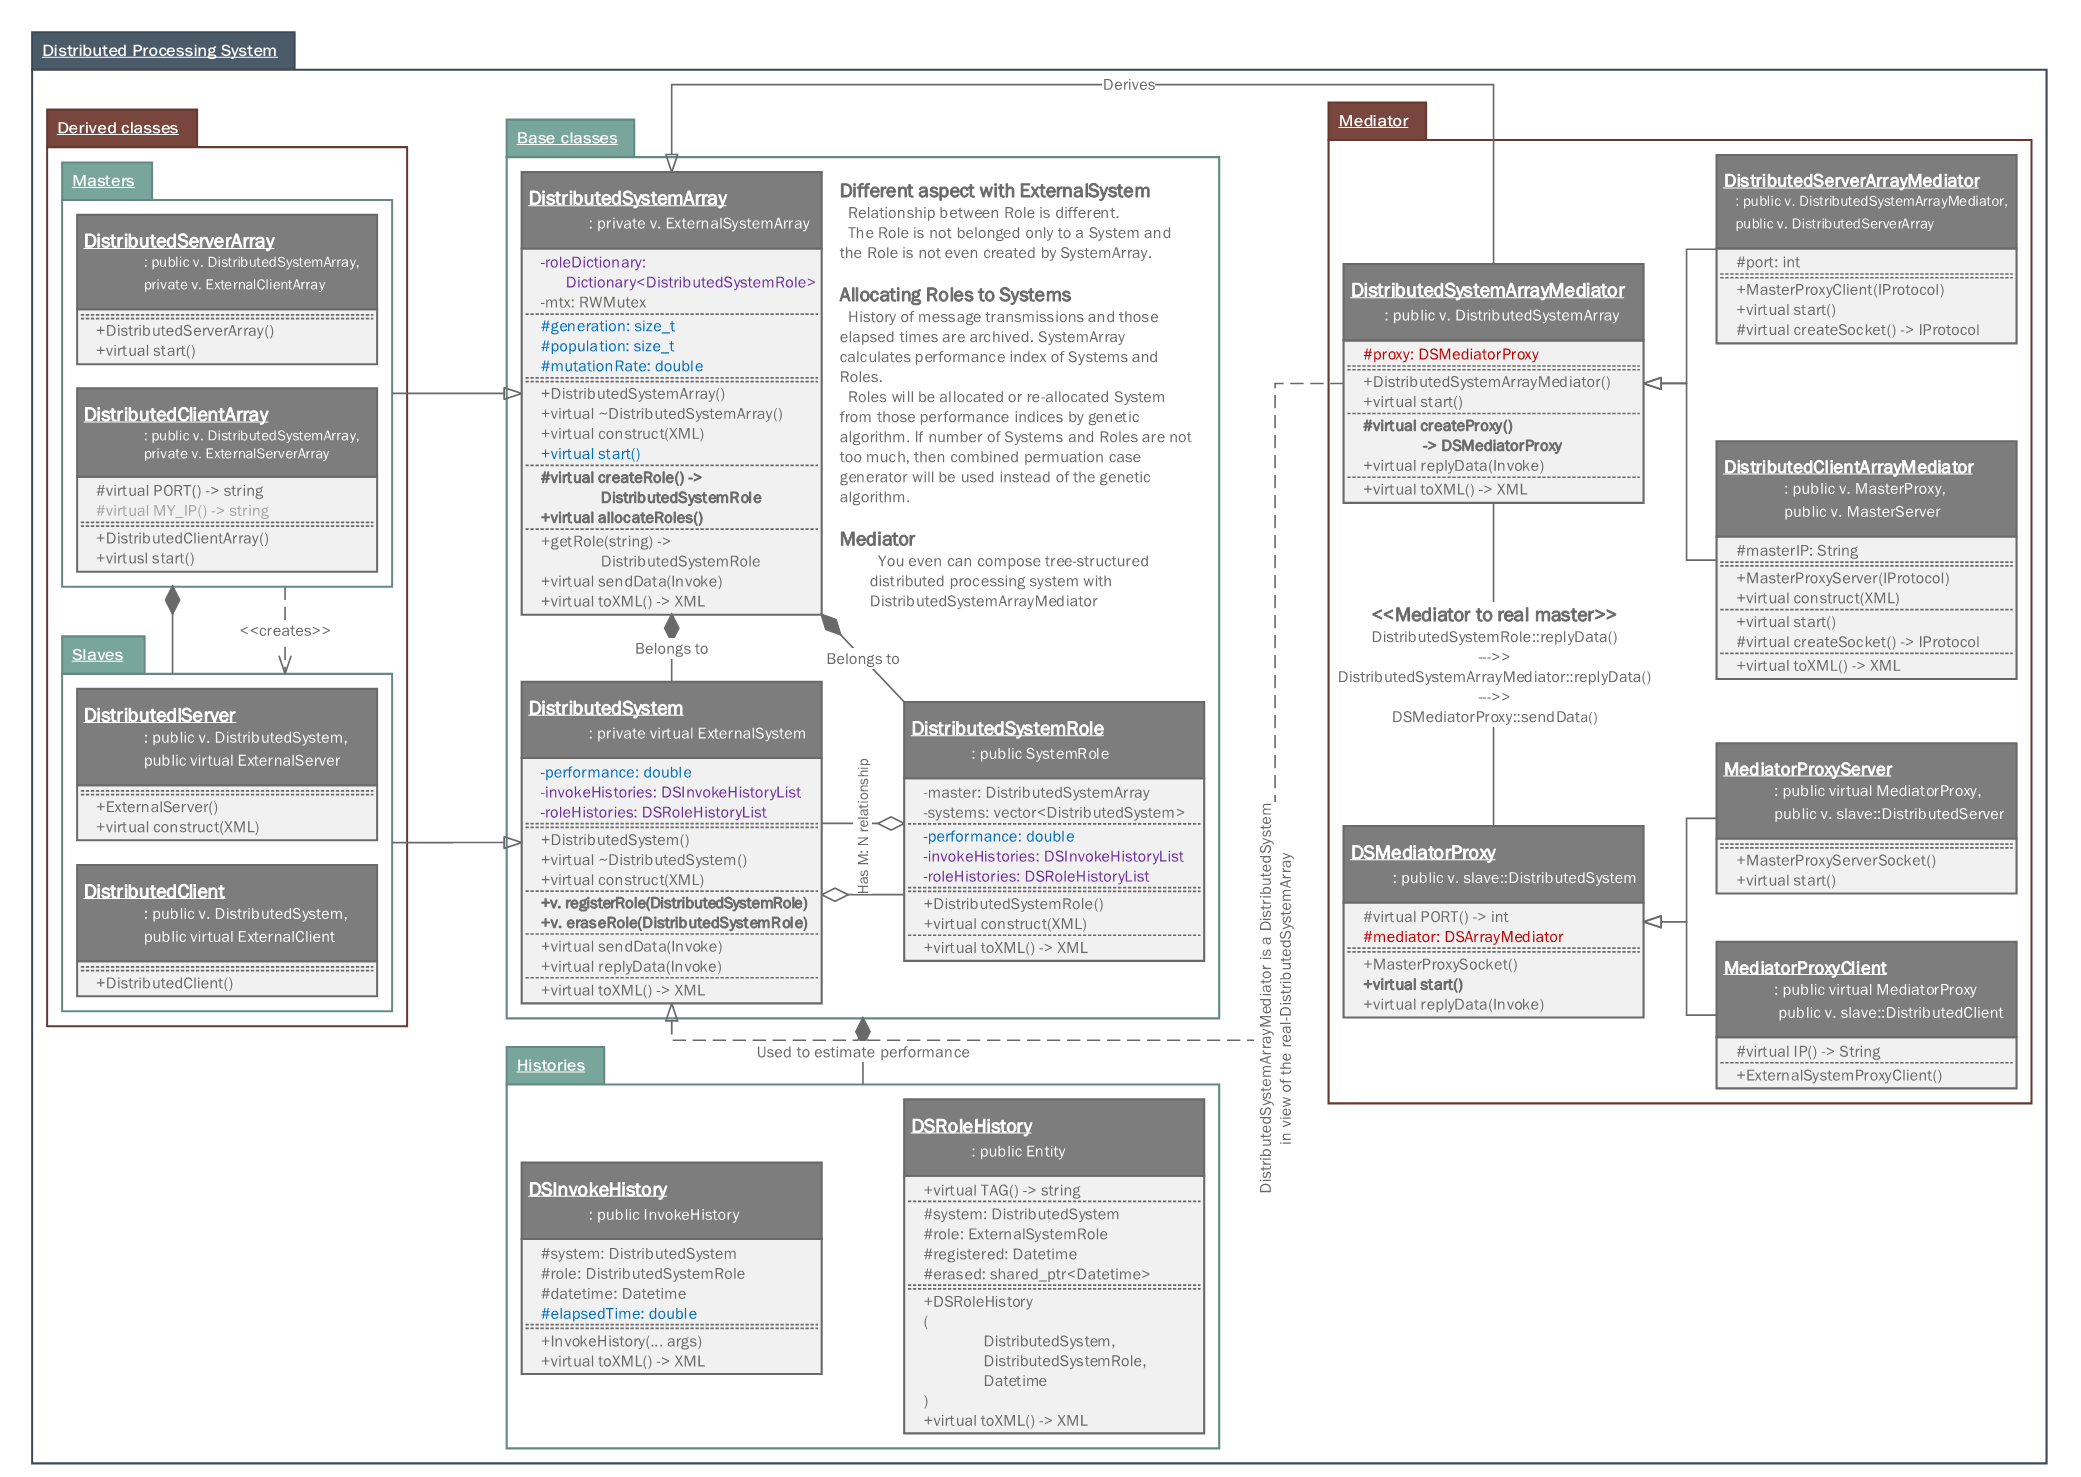 Distributed Processing System
Derives
Derived classes
Masters
DistributedServerArray
: public v. DistributedSystemArray,
private v. ExternalClientArray
+DistributedServerArray()
+virtual start()
DistributedClientArray
: public v. DistributedSystemArray,
private v. ExternalServerArray
#virtual PORT() -> string
#virtual MY_IP() -> string
+DistributedClientArray()
+virtusl start()
<<creates>>
Slaves
DistributedIServer
: public v. DistributedSystem,
public virtual ExternalServer
+ExternalServer()
+virtual construct(XML)
DistributedClient
: public v. DistributedSystem,
public virtual ExternalClient
+DistributedClient()
Base classes
DistributedSystemArray
: private v. ExternalSystemArray
-roleDictionary:
Dictionary<DistributedSystemRole>
-mtx: RWMutex
#generation: size_t
#population: size_t
#mutationRate: double
+DistributedSystemArray()
+virtual ~DistributedSystemArray()
+virtual construct(XML)
+virtual start()
#virtual createRole() ->
DistributedSystemRole
+virtual allocateRoles()
+getRole(string) ->
DistributedSystemRole
+virtual sendData(Invoke)
+virtual toXML() -> XML
Different aspect with ExternalSystem
Relationship between Role is different.
The Role is not belonged only to a System and
the Role is not even created by SystemArray.
Allocating Roles to Systems
History of message transmissions and those
elapsed times are archived. SystemArray
calculates performance index of Systems and
Roles.
Roles will be allocated or re-allocated System
from those performance indices by genetic
algorithm. If number of Systems and Roles are not
too much, then combined permuation case
generator will be used instead of the genetic
algorithm.
Mediator
You even can compose tree-structured
distributed processing system with
DistributedSystemArrayMediator
Belongs to
Belongs to
DistributedSystem
: private virtual ExternalSystem
-performance: double
-invokeHistories: DSInvokeHistoryList
-roleHistories: DSRoleHistoryList
+DistributedSystem()
+virtual ~DistributedSystem()
+virtual construct(XML)
+v. registerRole(DistributedSystemRole)
+v. eraseRole(DistributedSystemRole)
+virtual sendData(Invoke)
+virtual replyData(Invoke)
+virtual toXML() -> XML
Has M: N relationship
DistributedSystemRole
: public SystemRole
-master: DistributedSystemArray
-systems: vector<DistributedSystem>
-performance: double
-invokeHistories: DSInvokeHistoryList
-roleHistories: DSRoleHistoryList
+DistributedSystemRole()
+virtual construct(XML)
+virtual toXML() -> XML
Used to estimate performance
Histories
DSInvokeHistory
: public InvokeHistory
#system: DistributedSystem
#role: DistributedSystemRole
#datetime: Datetime
#elapsedTime: double
+InvokeHistory(... args)
+virtual toXML() -> XML
DSRoleHistory
: public Entity
+virtual TAG() -> string
#system: DistributedSystem
#role: ExternalSystemRole
#registered: Datetime
#erased: shared_ptr<Datetime>
+DSRoleHistory
(
DistributedSystem,
DistributedSystemRole,
Datetime
)
+virtual toXML() -> XML
DistributedSystemArrayMediator is a DistributedSystem
in view of the real-DistributedSystemArray
Mediator
DistributedSystemArrayMediator
: public v. DistributedSystemArray
#proxy: DSMediatorProxy
+DistributedSystemArrayMediator()
+virtual start()
#virtual createProxy()
-> DSMediatorProxy
+virtual replyData(Invoke)
+virtual toXML() -> XML
<<Mediator to real master>>
DistributedSystemRole::replyData()
-->>
DistributedSystemArrayMediator::replyData()
-->>
DSMediatorProxy::sendData()
DSMediatorProxy
: public v. slave::DistributedSystem
#virtual PORT() -> int
#mediator: DSArrayMediator
+MasterProxySocket()
+virtual start()
+virtual replyData(Invoke)
DistributedServerArrayMediator
: public v. DistributedSystemArrayMediator,
public v. DistributedServerArray
#port: int
+MasterProxyClient(IProtocol)
+virtual start()
#virtual createSocket() -> IProtocol
DistributedClientArrayMediator
: public v. MasterProxy,
public v. MasterServer
#masterIP: String
+MasterProxyServer(IProtocol)
+virtual construct(XML)
+virtual start()
#virtual createSocket() -> IProtocol
+virtual toXML() -> XML
MediatorProxyServer
: public virtual MediatorProxy,
public v. slave::DistributedServer
+MasterProxyServerSocket()
+virtual start()
MediatorProxyClient
: public virtual MediatorProxy
public v. slave::DistributedClient
#virtual IP() -> String
+ExternalSystemProxyClient()